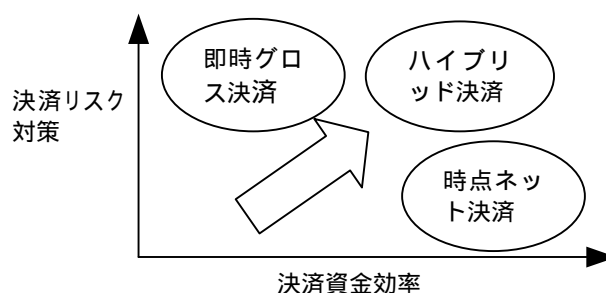 決済リスク
対策
即時グロ
ス決済
ハイブリ
ッド決済
時点ネッ
ト決済
決済資金効率